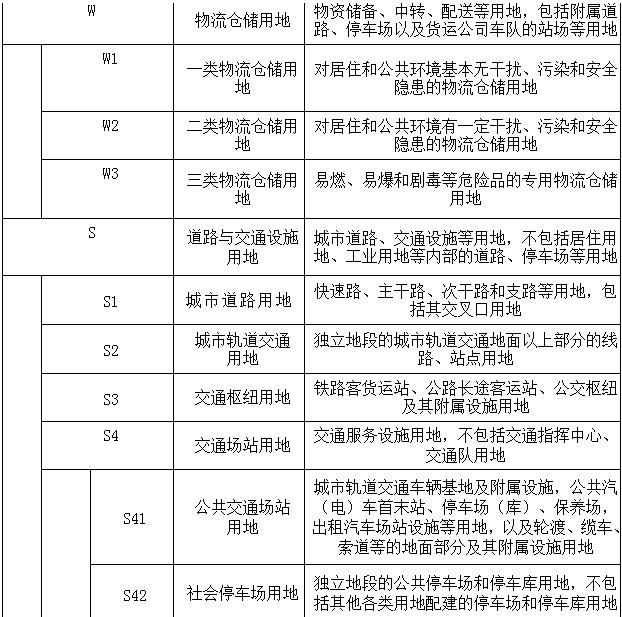 W
物流仓储用地
物资储备、中转、配送等用地，包括附属道
路、停车场以及货运公司车队的站场等用地
W1
一类物流仓储用
地
对居住和公共环境基本无干扰、污染和安全
隐患的物流仓储用地
W2
二类物流仓储用
地
对居住和公共环境有一定干扰、污染和安全
隐患的物流仓储用地
W3
三类物流仓储用
地
易燃、易爆和剧毒等危险品的专用物流仓储
用地
S
道路与交通设施
用地
城市道路、交通设施等用地，不包括居住用
地、工业用地等内部的道路、停车场等用地
S1
城市道路用地
快速路、主干路、次干路和支路等用地，包
括其交叉口用地
S2
城市轨道交通
用地
独立地段的城市轨道交通地面以上部分的线
路、站点用地
S3
交通枢纽用地
铁路客货运站、公路长途客运站、公交枢纽
及其附属设施用地
S4
交通场站用地
交通服务设施用地，不包括交通指挥中心、
交通队用地
S41
公共交通场站
用地
城市轨道交通车辆基地及附属设施，公共汽
（电）车首末站、停车场（库）、保养场，
出租汽车场站设施等用地，以及轮渡、缆车、
索道等的地面部分及其附属设施用地
S42
社会停车场用地
独立地段的公共停车场和停车库用地，不包
括其他各类用地配建的停车场和停车库用地